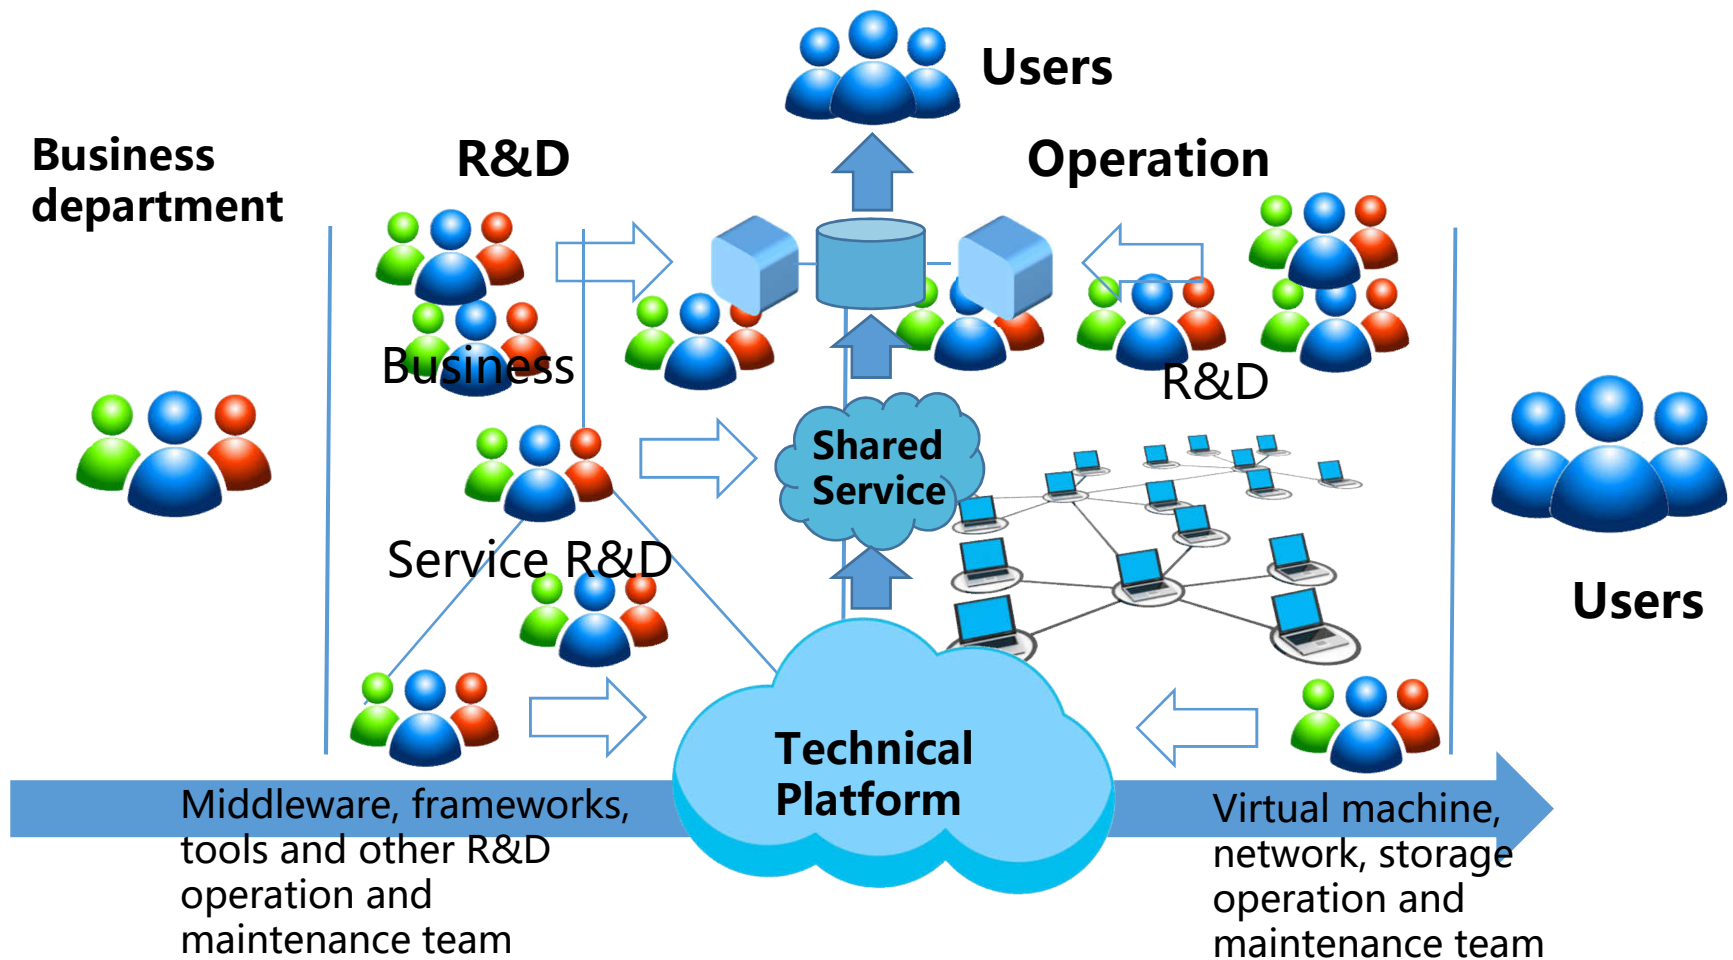 Users
Business
department
R&D
Operation
Business
R&D
Shared
Service
Service R&D
Users
Technical
Platform
Middleware, frameworks,
tools and other R&D
operation and
maintenance team
Virtual machine,
network, storage
operation and
maintenance team